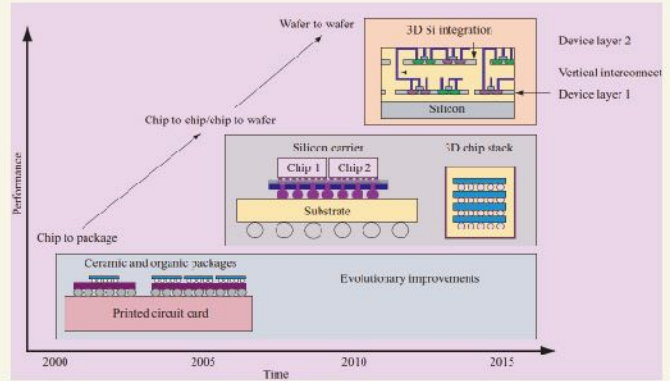 Wafer to wafer
3D Si integration
Device layer 2
Vertical interconnect
Device layer 1
Silicon
Chip to chip/chip to wafer
Silicon carrier
3D chip stack
Chip 1
Chip 2
Substrate
Chip to package
Ceramic and organic packages
Evolutionary improvements
Printed circuit card
Performance
2000
2005
2010
2015
Time